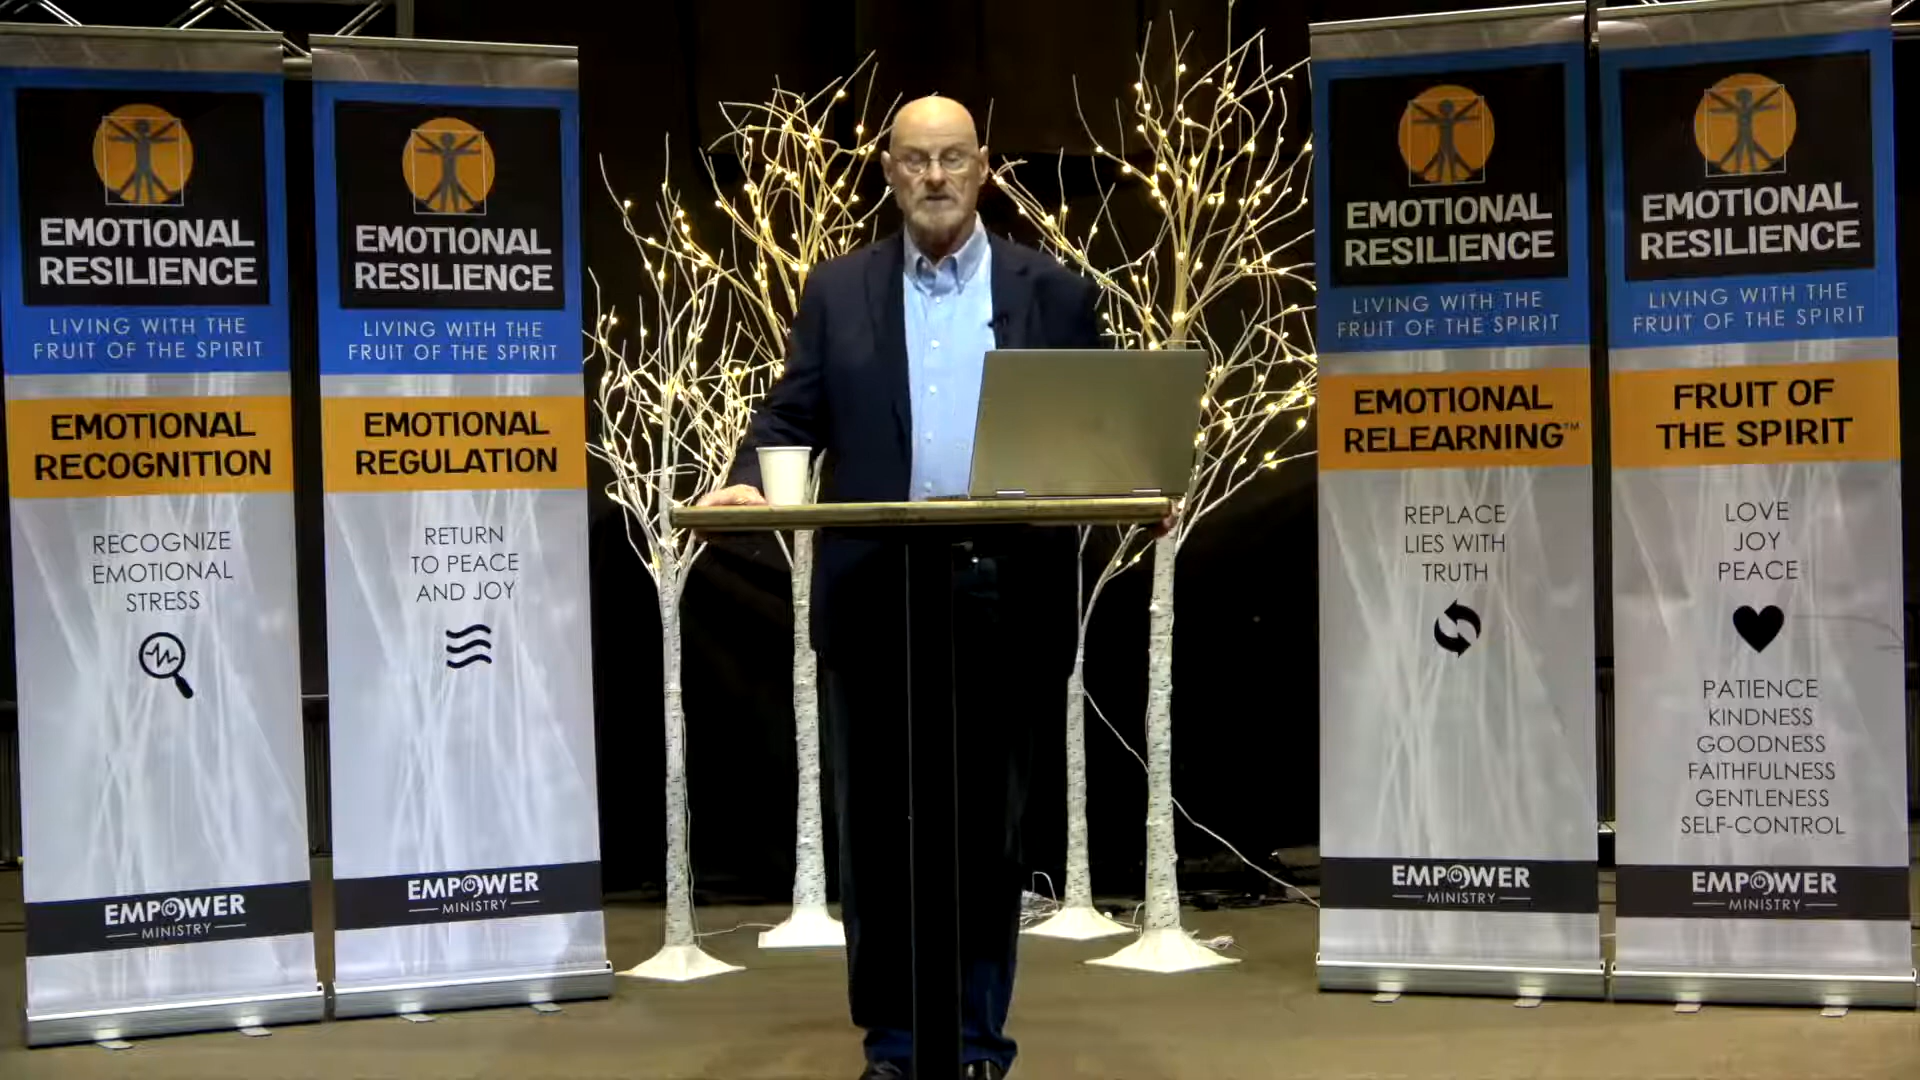 EMOTIONAL
RESILIENCE
LIVING WITH THE
FRUIT OF THE SPIRIT
EMOTIONAL
RECOGNITION
RECOGNIZE
EMOTIONAL
STRESS
EMPOWER
MINISTRY
EMOTIONAL
RESILIENCE
LIVING WITH THE
FRUIT OF THE SPIRIT
EMOTIONAL
REGULATION
RETURN
TO PEACE
AND JOY
EMPOWER
MINISTRY
EMOTIONAL
RESILIENCE
LIVING WITH THE
FRUIT OF THE SPIRIT
EMOTIONAL
RELEARNING™
REPLACE
LIES WITH
TRUTH
EMPOWER
MINISTRY
EMOTIONAL
RESILIENCE
LIVING WITH THE
FRUIT OF THE SPIRIT
FRUIT OF
THE SPIRIT
LOVE
JOY
PEACE
PATIENCE
KINDNESS
GOODNESS
FAITHFULNESS
GENTLENESS
SELF-CONTROL
EMPOWER
MINISTRY